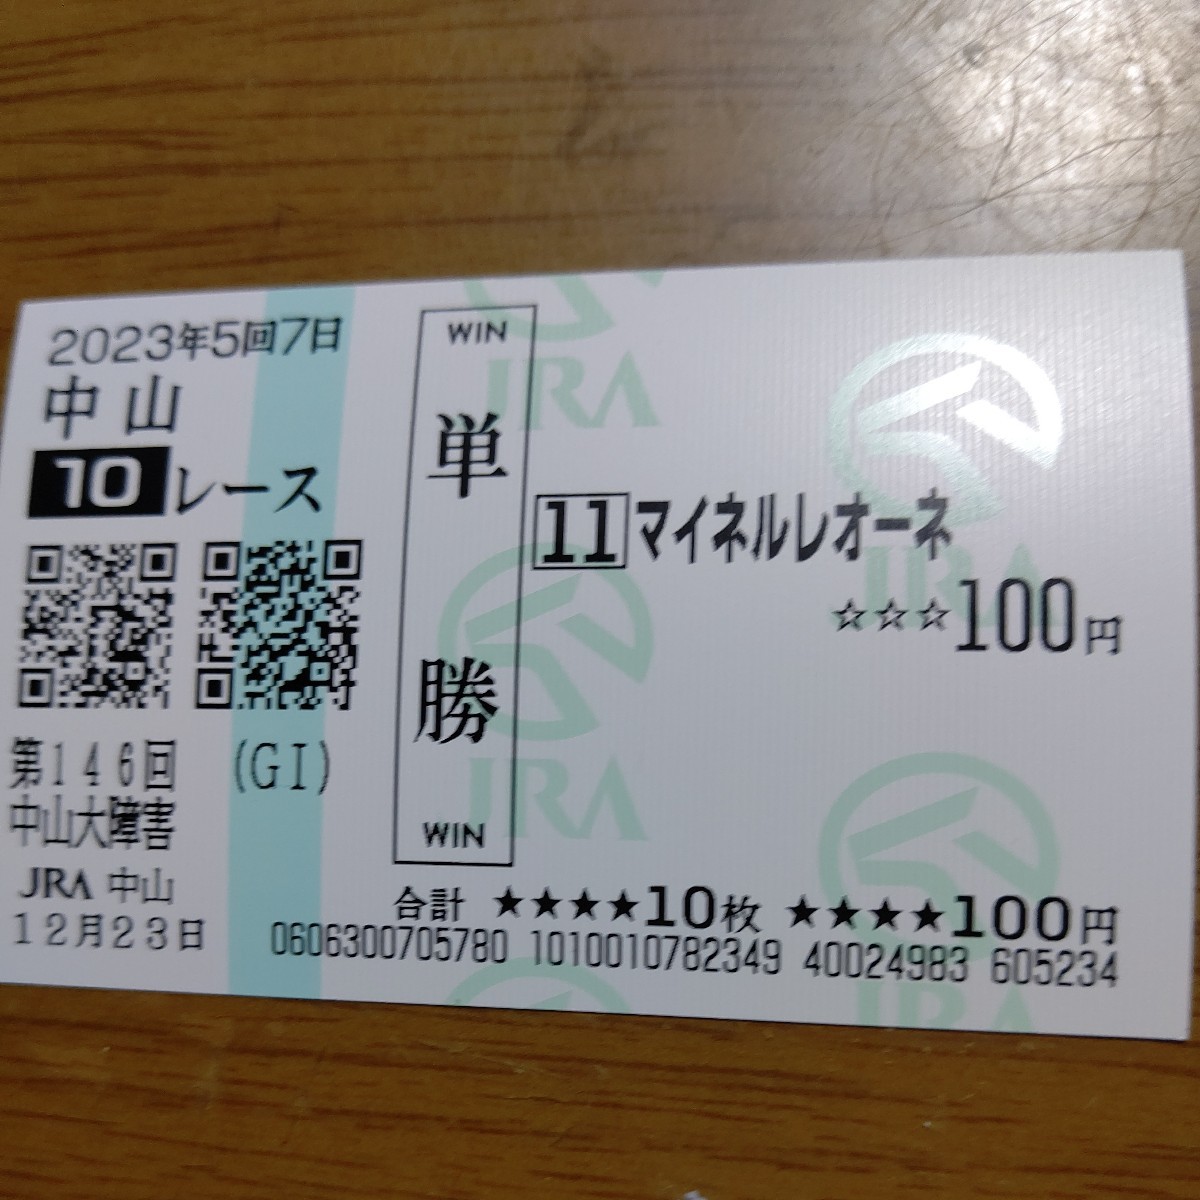 2023年5回7日
中山
10レース
第146回 (GI)
中山大障害
JRA 中山
12月23日
WIN
単勝
WIN
11マイネルレオーネ
☆☆☆100円
合計 ★★★★10枚 ★★★★100円
0606300705780 1010010782349 40024983 605234
JRA
JRA
JRA
JRA